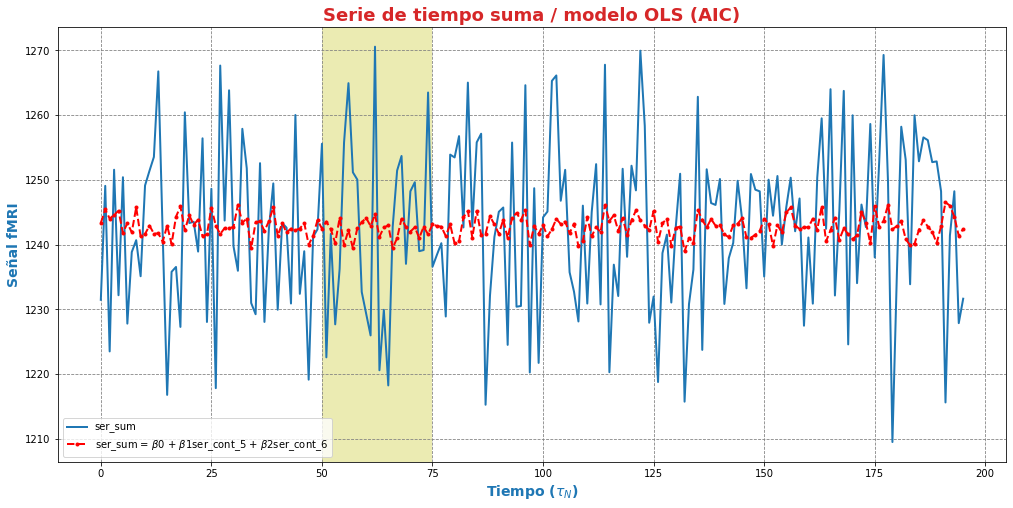 Serie de tiempo suma / modelo OLS (AIC)
Señal fMRI
1270
1260
1250
1240
1230
1220
1210
ser_sum
ser_sum = β0 + β1ser_cont_5 + β2ser_cont_6
0 25 50 75 100 125 150 175 200
Tiempo (τ_N)